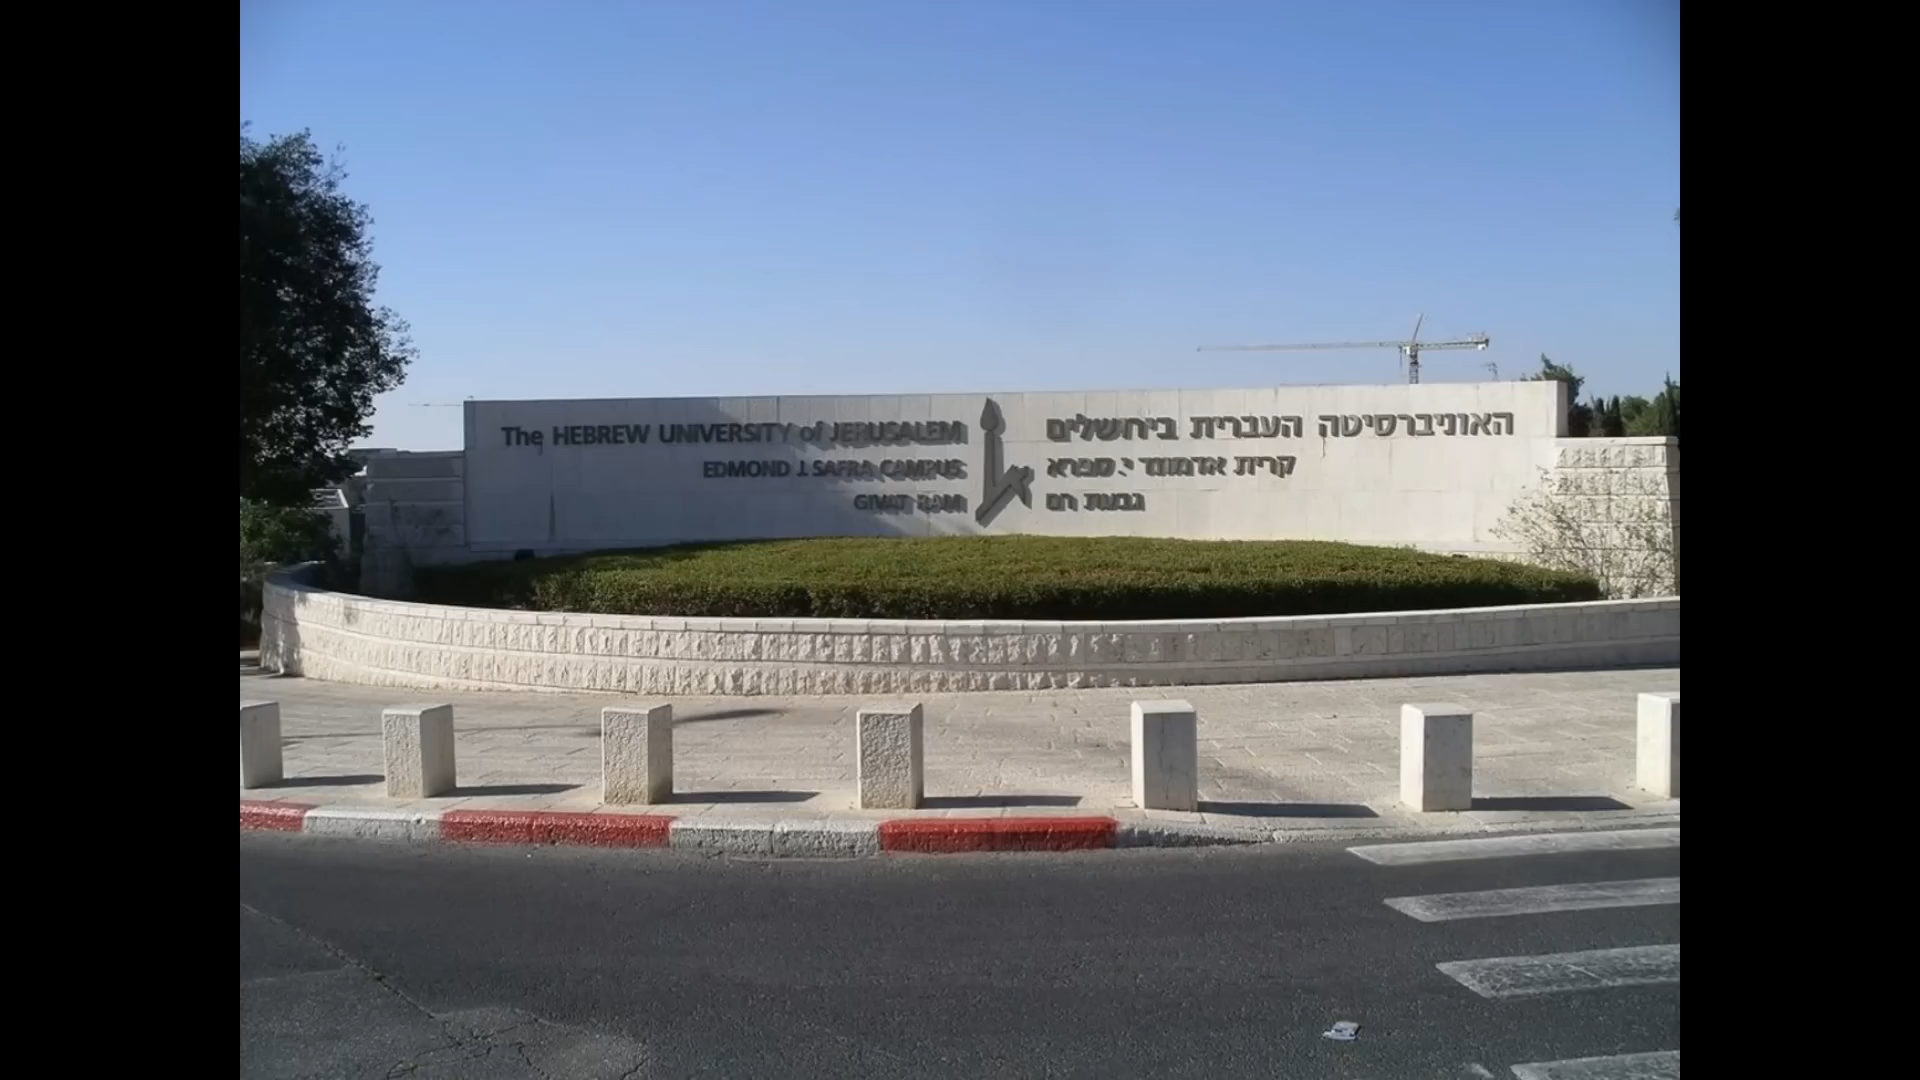 The HEBREW UNIVERSITY of JERUSALEM
EDMOND J. SAFRA CAMPUS
GIVAT RAM
האוניברסיטה העברית בירושלים
קרית אדמונד י. ספרא
גבעת רם